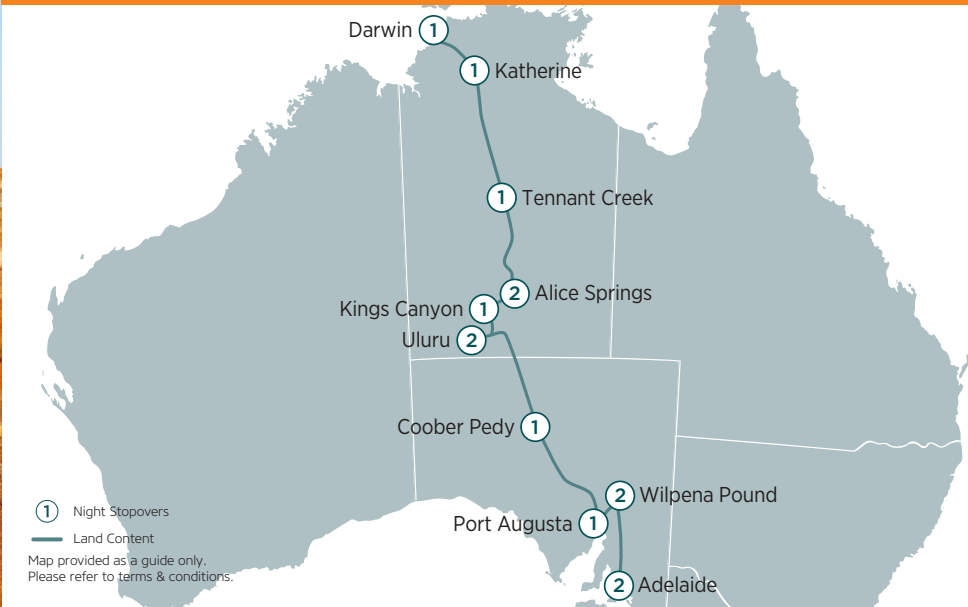 Darwin 1
1 Katherine
1 Tennant Creek
2 Alice Springs
Kings Canyon 1
Uluru 2
Coober Pedy 1
2 Wilpena Pound
1 Night Stopovers
Port Augusta 1
Land Content
Map provided as a guide only.
Please refer to terms & conditions.
2 Adelaide